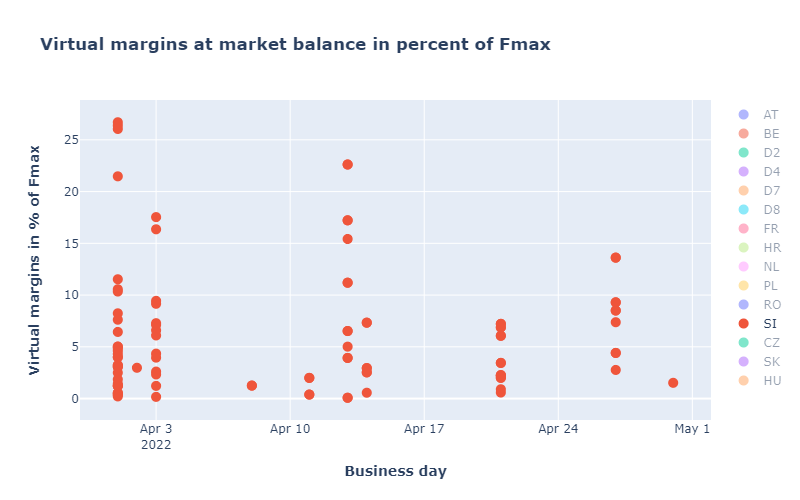 Virtual margins at market balance in percent of Fmax
Virtual margins in % of Fmax
25
20
15
10
5
0
Apr 3
2022
Apr 10
Apr 17
Apr 24
May 1
Business day
AT
BE
D2
D4
D7
D8
FR
HR
NL
PL
RO
SI
CZ
SK
HU